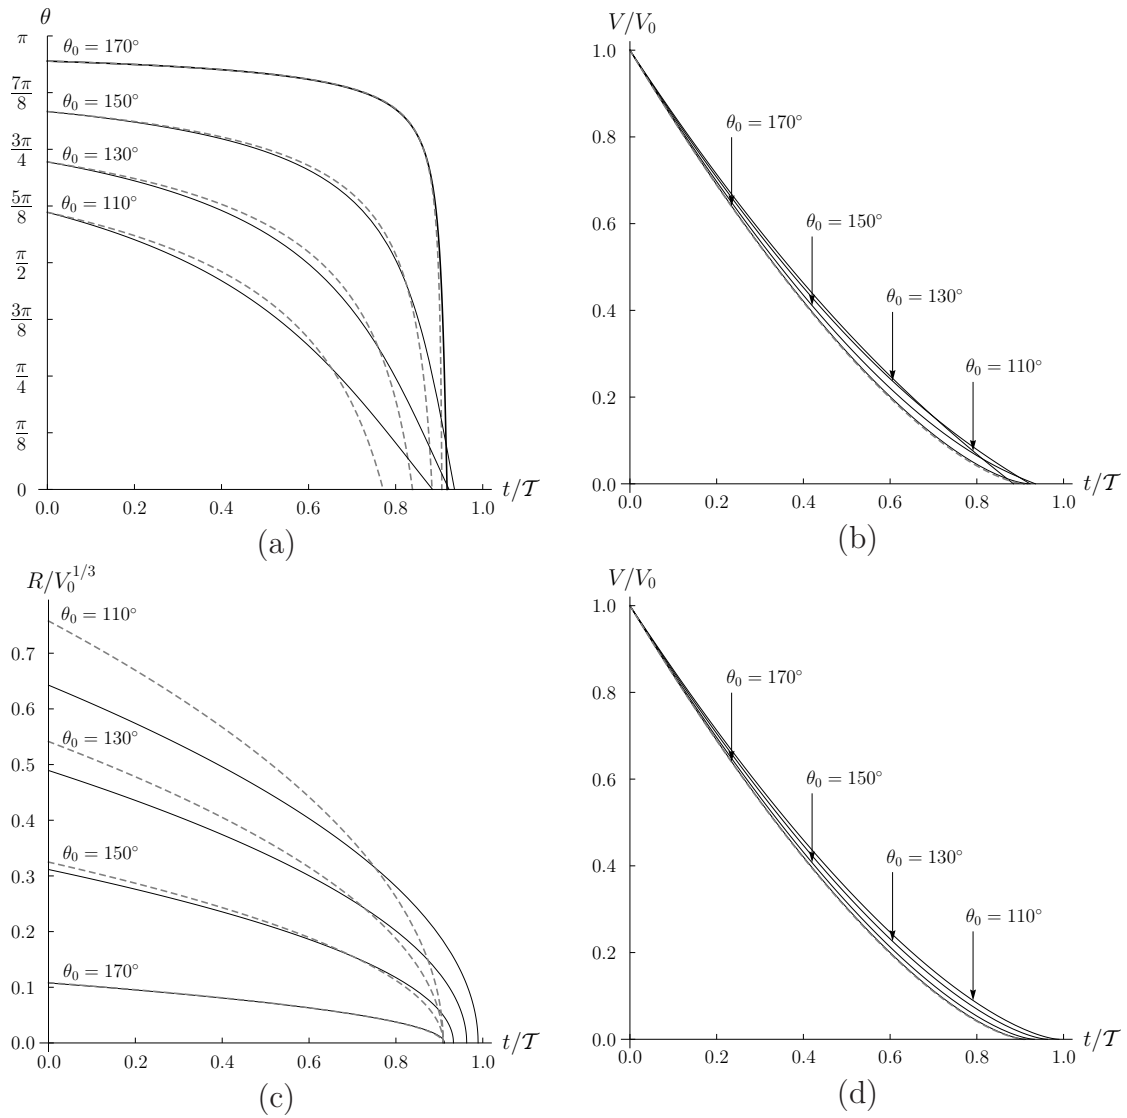 θ
π
7π/8
3π/4
5π/8
π/2
3π/8
π/4
π/8
0
θ₀ = 170°
θ₀ = 150°
θ₀ = 130°
θ₀ = 110°
0.0 0.2 0.4 0.6 0.8 1.0
t/𝒯
(a)
V/V₀
1.0
0.8
0.6
0.4
0.2
0.0
θ₀ = 170°
θ₀ = 150°
θ₀ = 130°
θ₀ = 110°
0.0 0.2 0.4 0.6 0.8 1.0
t/𝒯
(b)
R/V₀^{1/3}
0.7
0.5
0.4
0.3
0.2
0.1
0.0
θ₀ = 110°
θ₀ = 130°
θ₀ = 150°
θ₀ = 170°
0.0 0.2 0.4 0.6 0.8 1.0
t/𝒯
(c)
V/V₀
1.0
0.8
0.6
0.4
0.2
0.0
θ₀ = 170°
θ₀ = 150°
θ₀ = 130°
θ₀ = 110°
0.0 0.2 0.4 0.6 0.8 1.0
t/𝒯
(d)